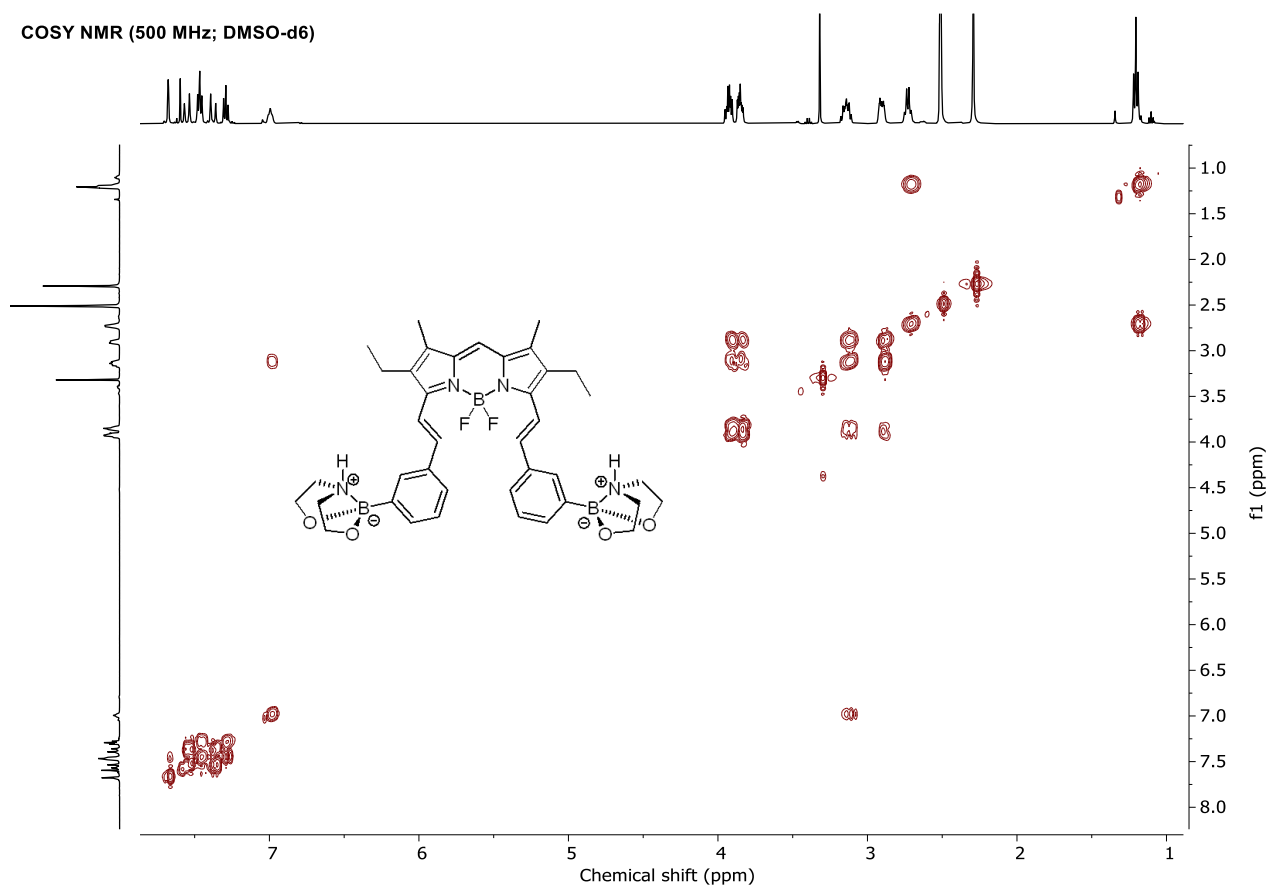 COSY NMR (500 MHz; DMSO-d6)
1.0
1.5
2.0
2.5
3.0
3.5
4.0
4.5
5.0
5.5
6.0
6.5
7.0
7.5
8.0
f1 (ppm)
N N
B
F F
H H
N ⊕ ⊕ N
B ⊖ B ⊖
O O
O O
7 6 5 4 3 2 1
Chemical shift (ppm)